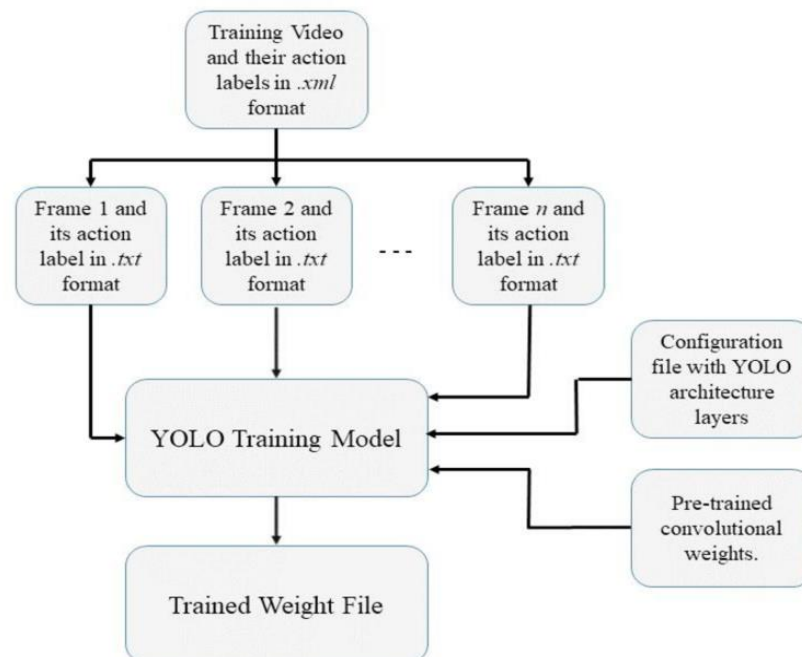 Training Video
and their action
labels in .xml
format
Frame 1 and
its action
label in .txt
format
Frame 2 and
its action
label in .txt
format
- - -
Frame n and
its action
label in .txt
format
Configuration
file with YOLO
architecture
layers
YOLO Training Model
Pre-trained
convolutional
weights.
Trained Weight File